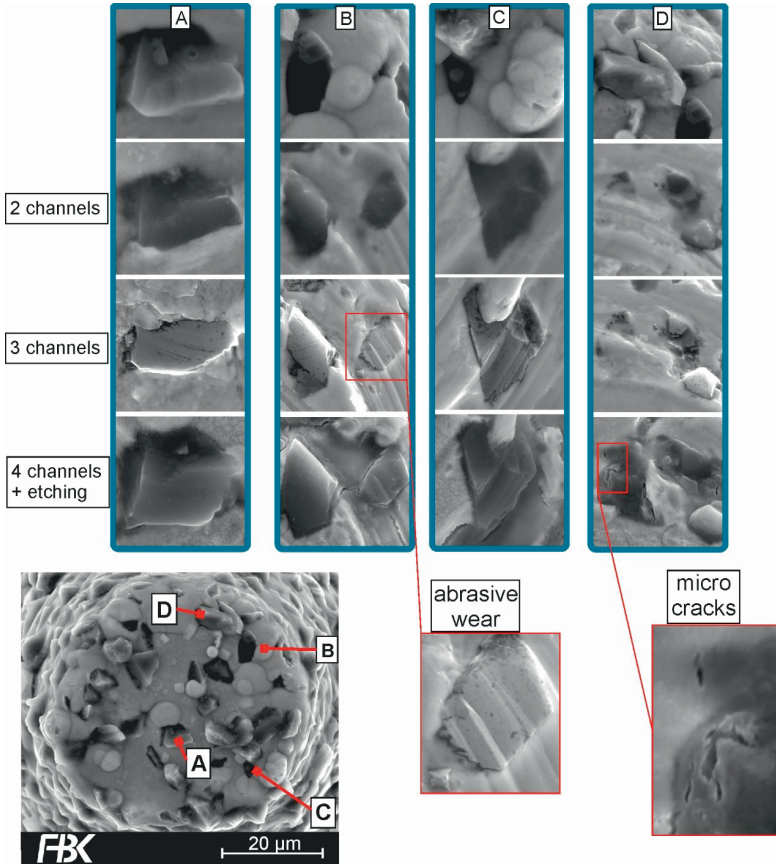 A
B
C
D
2 channels
3 channels
4 channels
+ etching
abrasive
wear
micro
cracks
D
B
A
C
FBK
20 µm